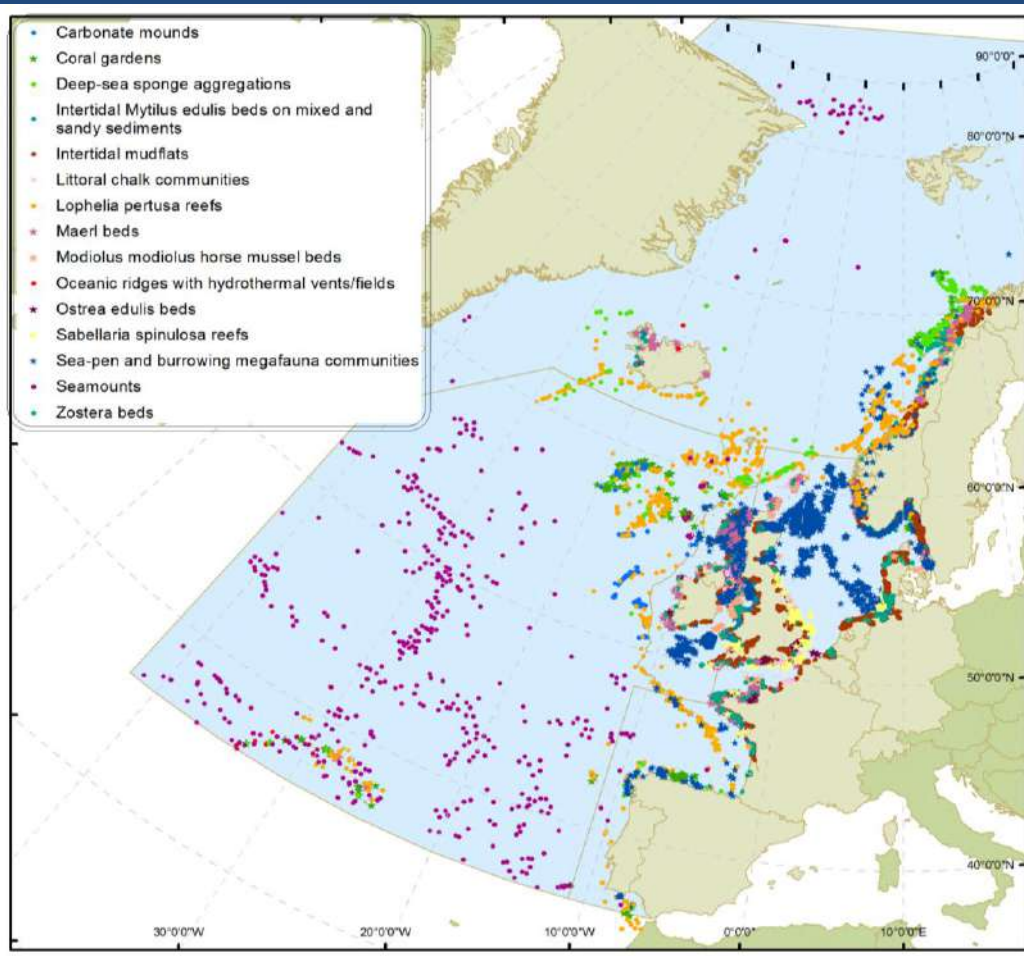 Carbonate mounds
Coral gardens
Deep-sea sponge aggregations
Intertidal Mytilus edulis beds on mixed and
sandy sediments
Intertidal mudflats
Littoral chalk communities
Lophelia pertusa reefs
Maerl beds
Modiolus modiolus horse mussel beds
Oceanic ridges with hydrothermal vents/fields
Ostrea edulis beds
Sabellaria spinulosa reefs
Sea-pen and burrowing megafauna communities
Seamounts
Zostera beds
90°0'0"
80°0'0"N
70°0'0"N
60°0'0"N
50°0'0"N
40°0'0"N
30°0'0"W
20°0'0"W
10°0'0"W
0°0'0"
10°0'0"E